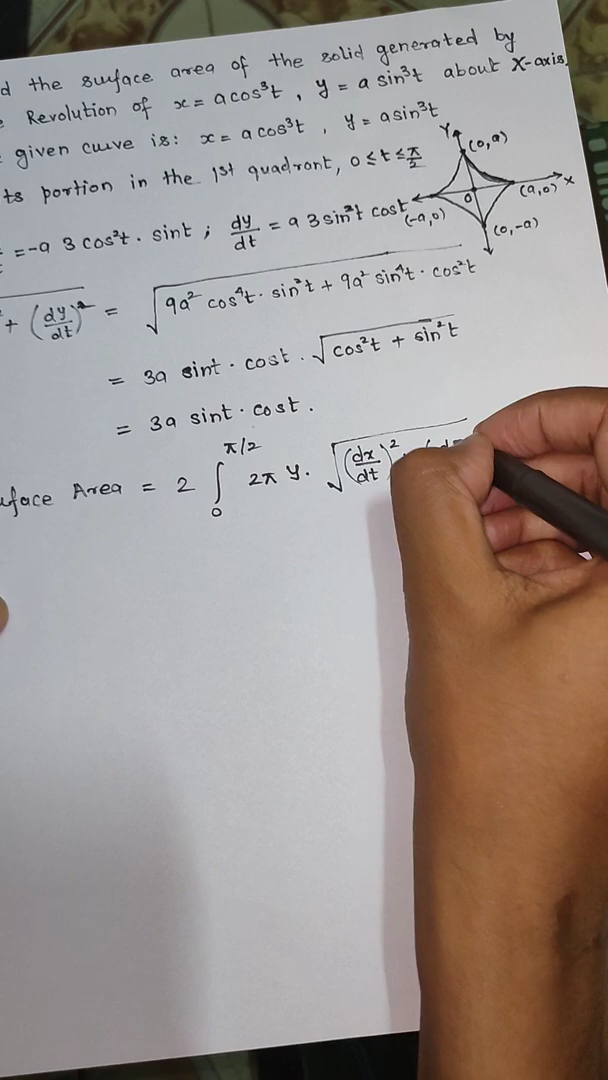 d the surface area of the solid generated by
e Revolution of x = a cos³t , y = a sin³t about X-axis.
given curve is: x = a cos³t , y = a sin³t
ts portion in the 1st quadrant, 0 ≤ t ≤ π/2
Y (0,a)
0 (a,0) X
(-a,0)
(0,-a)
t = -a 3 cos²t . sint ; dy/dt = a 3 sin²t cost
+ (dy/dt)² = √(9a² cos⁴t . sin²t + 9a² sin⁴t . cos²t)
= 3a sint . cost . √(cos²t + sin²t)
= 3a sint . cost .
rface Area = 2 ∫₀^(π/2) 2π y . √((dx/dt)²